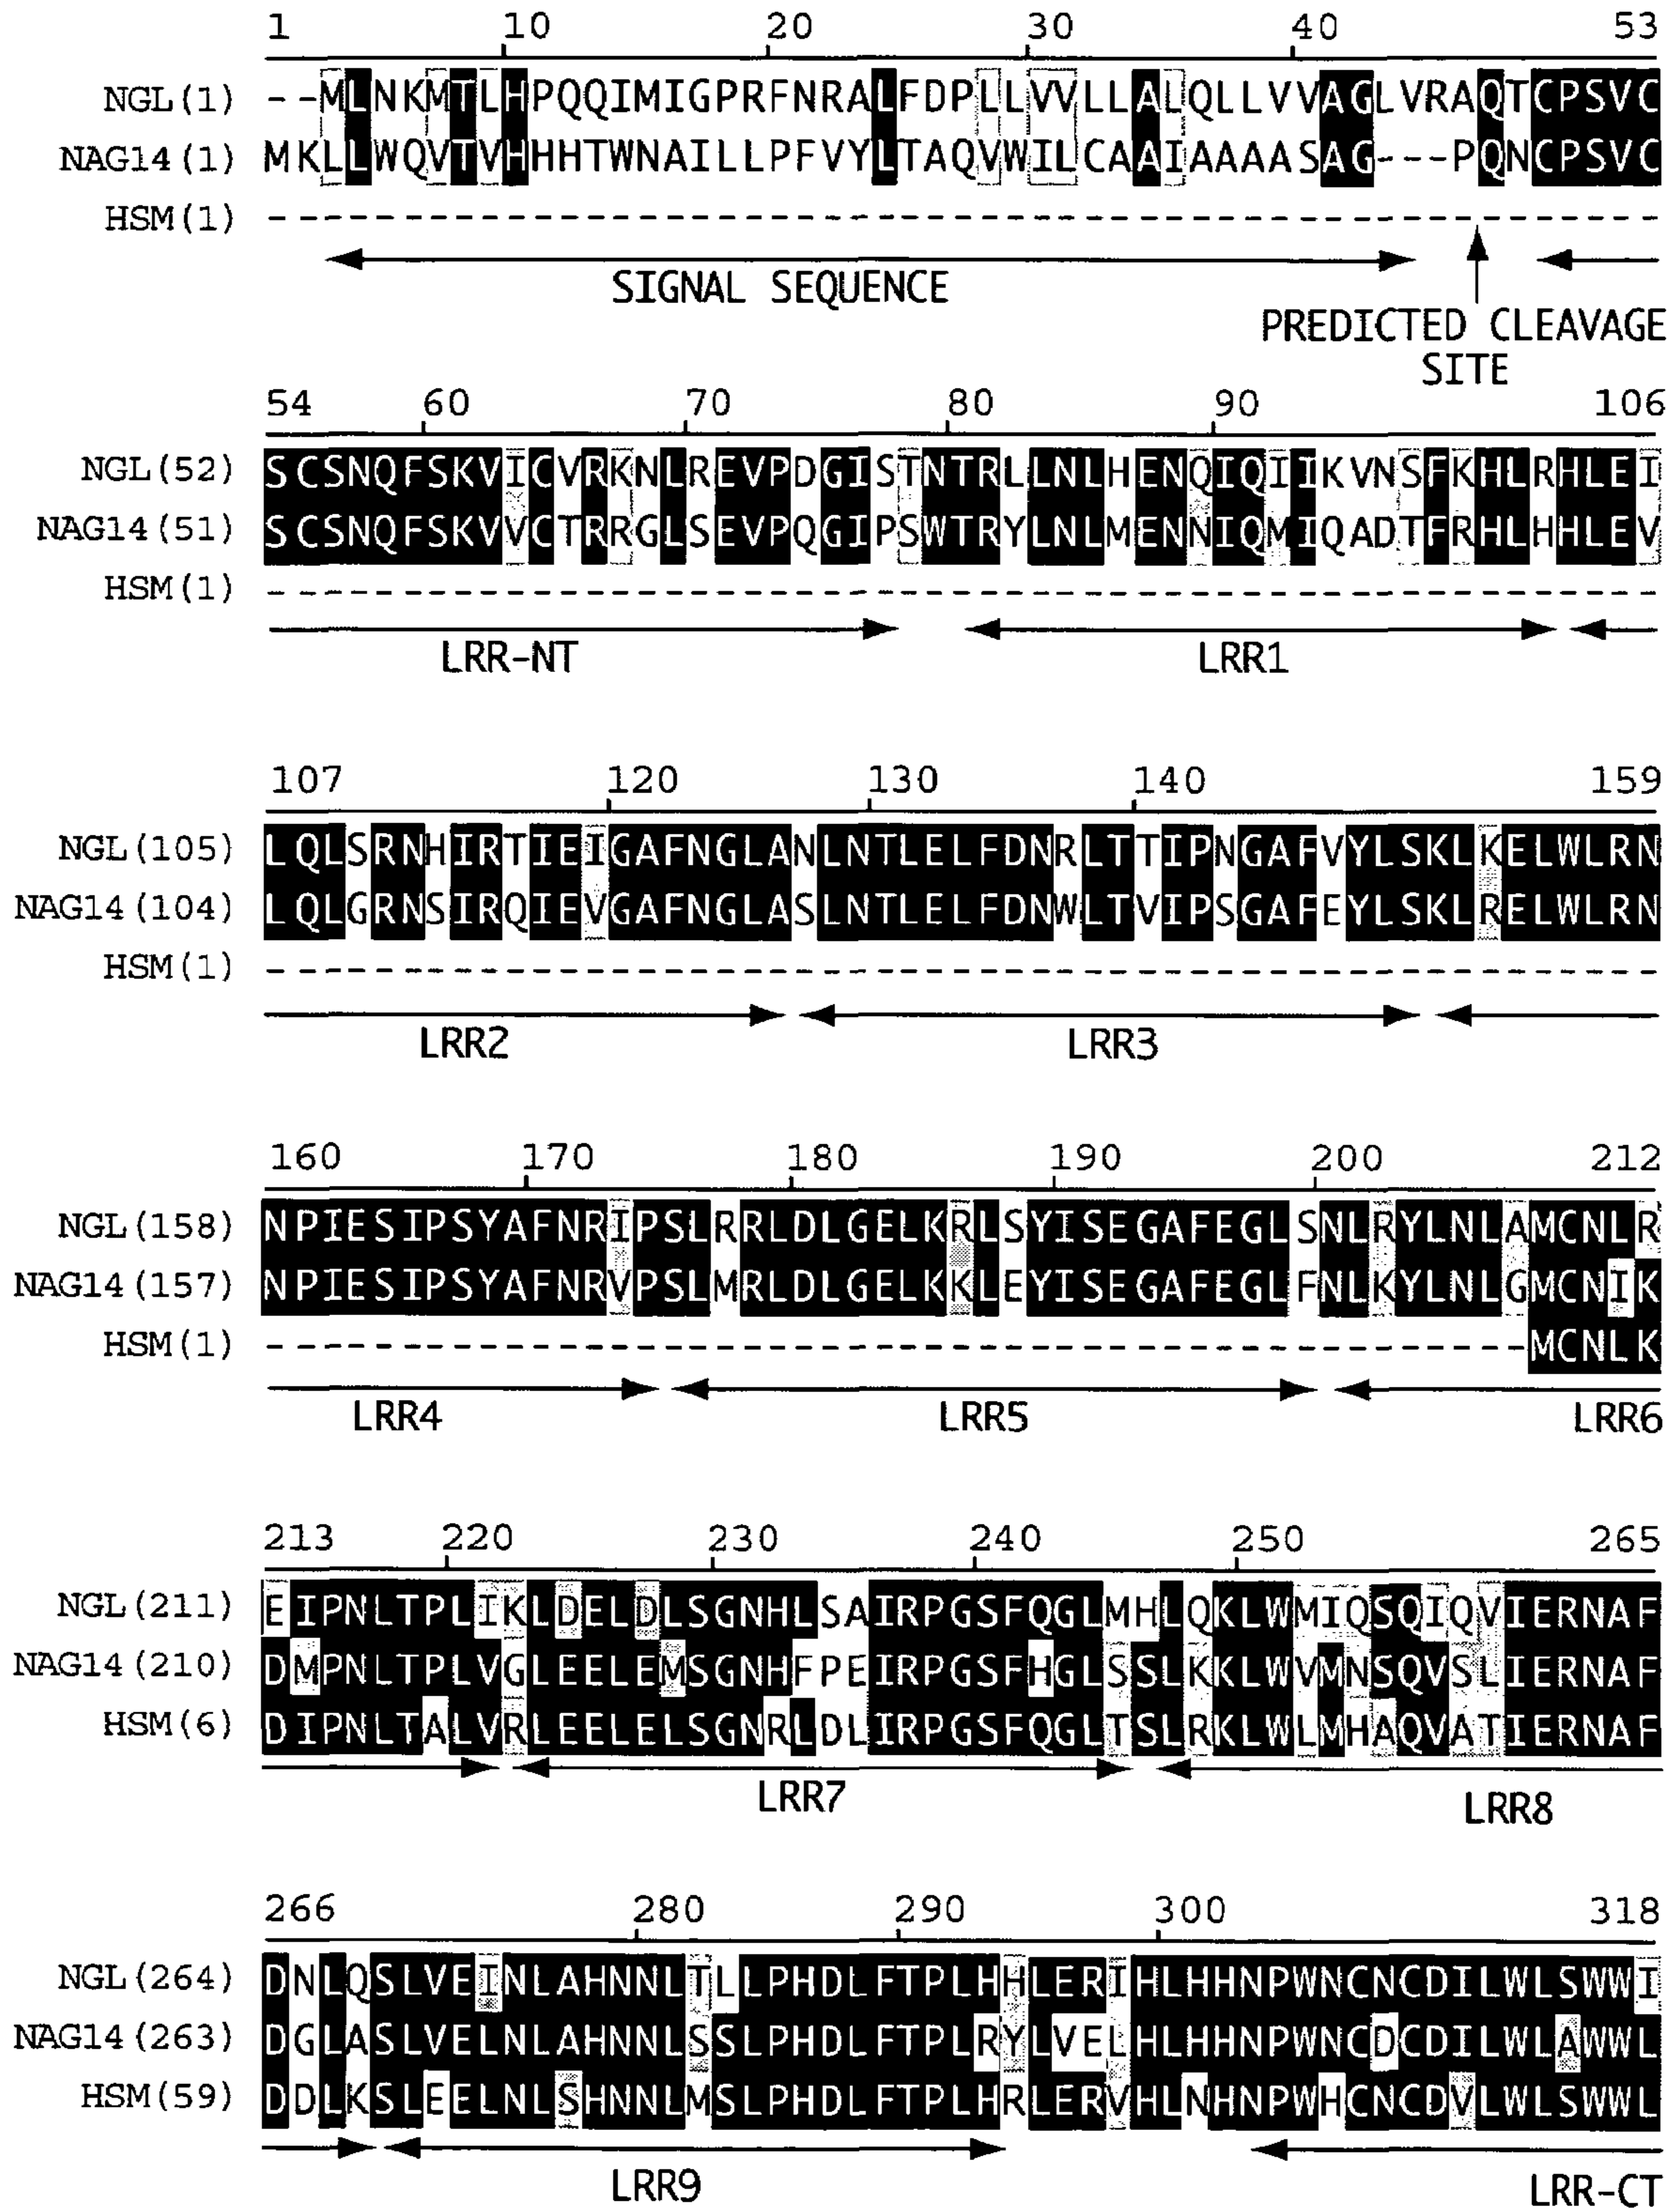 1 10 20 30 40 53
NGL(1) --MLNKMTLHPQQIMIGPRFNRALFDPLLVVLLALQLLVVAGLVRAQTCPSVC
NAG14(1) MKLLWQVTVHHHTWNAILLPFVYLTAQVWILCAAIAAAASAG---PQNCPSVC
HSM(1) -----------------------------------------------------
SIGNAL SEQUENCE
PREDICTED CLEAVAGE
SITE
54 60 70 80 90 106
NGL(52) SCSNQFSKVICVRKNLREVPDGISTNTRLLNLHENQIQIIKVNSFKHLRHLEI
NAG14(51) SCSNQFSKVVCTRRGLSEVPQGIPSWTRYLNLMENNIQMIQADTFRHLHHLEV
HSM(1) -----------------------------------------------------
LRR-NT LRR1
107 120 130 140 159
NGL(105) LQLSRNHIRTIEIGAFNGLANLNTLELFDNRLTTIPNGAFVYLSKLKELWLRN
NAG14(104) LQLGRNSIRQIEVGAFNGLASLNTLELFDNWLTVIPSGAFEYLSKLRELWLRN
HSM(1) -----------------------------------------------------
LRR2 LRR3
160 170 180 190 200 212
NGL(158) NPIESIPSYAFNRIPSLRRLDLGELKRLSYISEGAFEGLSNLRYLNLAMCNLR
NAG14(157) NPIESIPSYAFNRVPSLMRLDLGELKKLEYISEGAFEGLFNLKYLNLGMCNIK
HSM(1) ------------------------------------------------MCNLK
LRR4 LRR5 LRR6
213 220 230 240 250 265
NGL(211) EIPNLTPLIKLDELDLSGNHLSAIRPGSFQGLMHLQKLWMIQSQIQVIERNAF
NAG14(210) DMPNLTPLVGLEELEMSGNHFPEIRPGSFHGLSSLKKLWVMNSQVSLIERNAF
HSM(6) DIPNLTALVRLEELELSGNRLDLIRPGSFQGLTSLRKLWLMHAQVATIERNAF
LRR7 LRR8
266 280 290 300 318
NGL(264) DNLQSLVEINLAHNNLTLLPHDLFTPLHHLERIHLHHNPWNCNCDILWLSWWI
NAG14(263) DGLASLVELNLAHNNLSSLPHDLFTPLRYLVELHLHHNPWNCDCDILWLAWWL
HSM(59) DDLKSLEELNLSHNNLMSLPHDLFTPLHRLERVHLNHNPWHCNCDVLWLSWWL
LRR9 LRR-CT